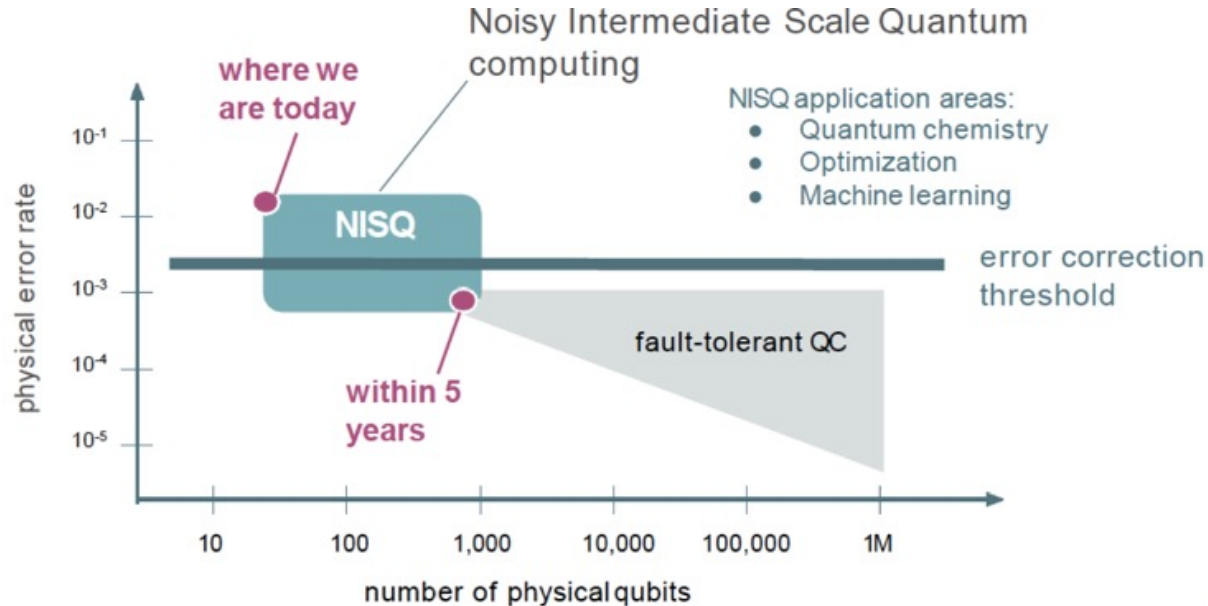 Noisy Intermediate Scale Quantum
computing
where we
are today
NISQ application areas:
● Quantum chemistry
● Optimization
● Machine learning
10⁻¹
10⁻²
10⁻³
10⁻⁴
10⁻⁵
physical error rate
NISQ
error correction
threshold
fault-tolerant QC
within 5
years
10 100 1,000 10,000 100,000 1M
number of physical qubits